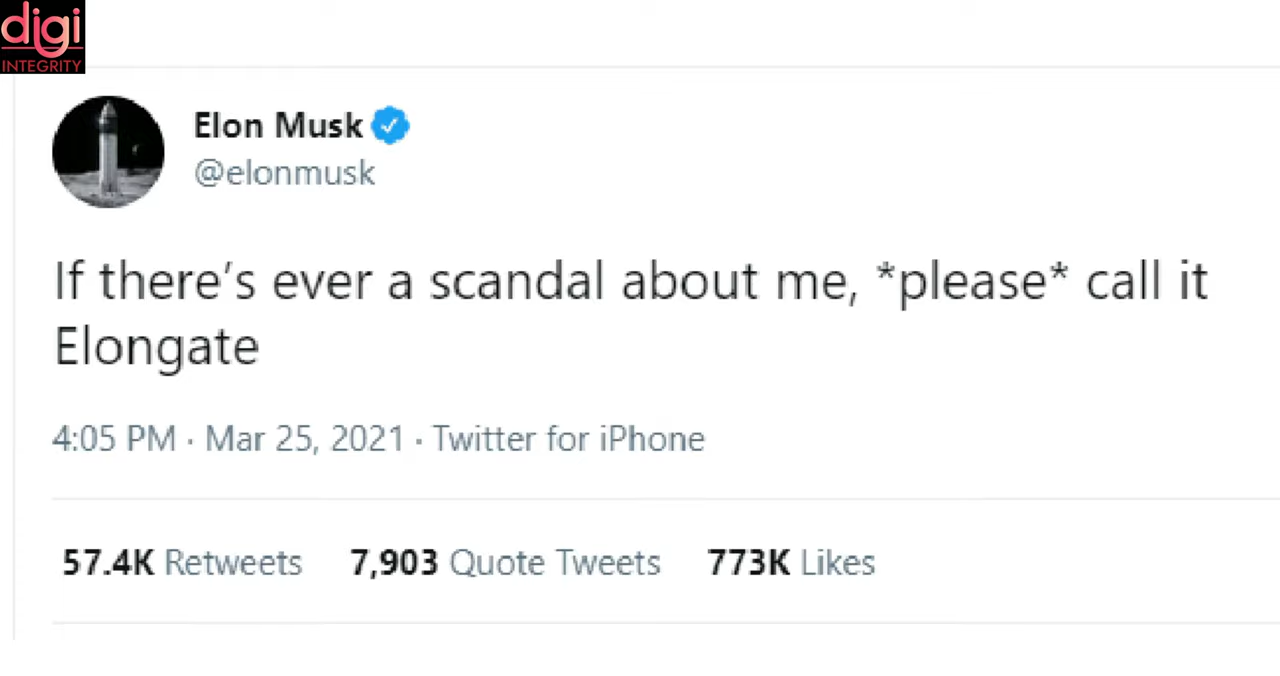 digi
INTEGRITY
Elon Musk
@elonmusk
If there’s ever a scandal about me, *please* call it
Elongate
4:05 PM · Mar 25, 2021 · Twitter for iPhone
57.4K Retweets 7,903 Quote Tweets 773K Likes